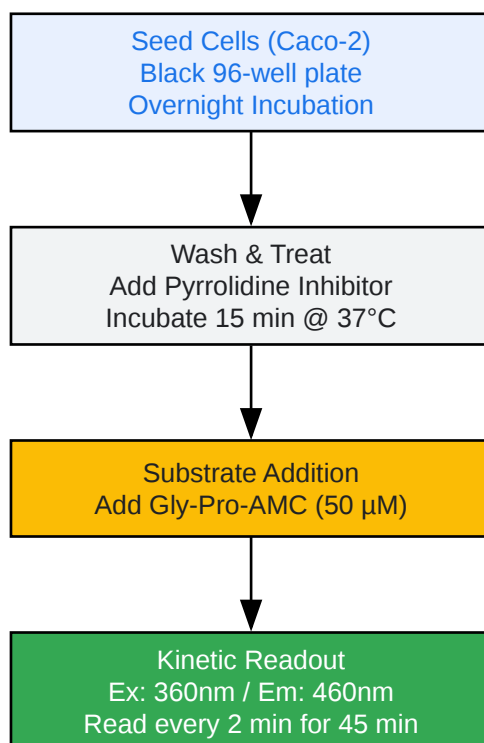 Seed Cells (Caco-2)
Black 96-well plate
Overnight Incubation
Wash & Treat
Add Pyrrolidine Inhibitor
Incubate 15 min @ 37°C
Substrate Addition
Add Gly-Pro-AMC (50 µM)
Kinetic Readout
Ex: 360nm / Em: 460nm
Read every 2 min for 45 min